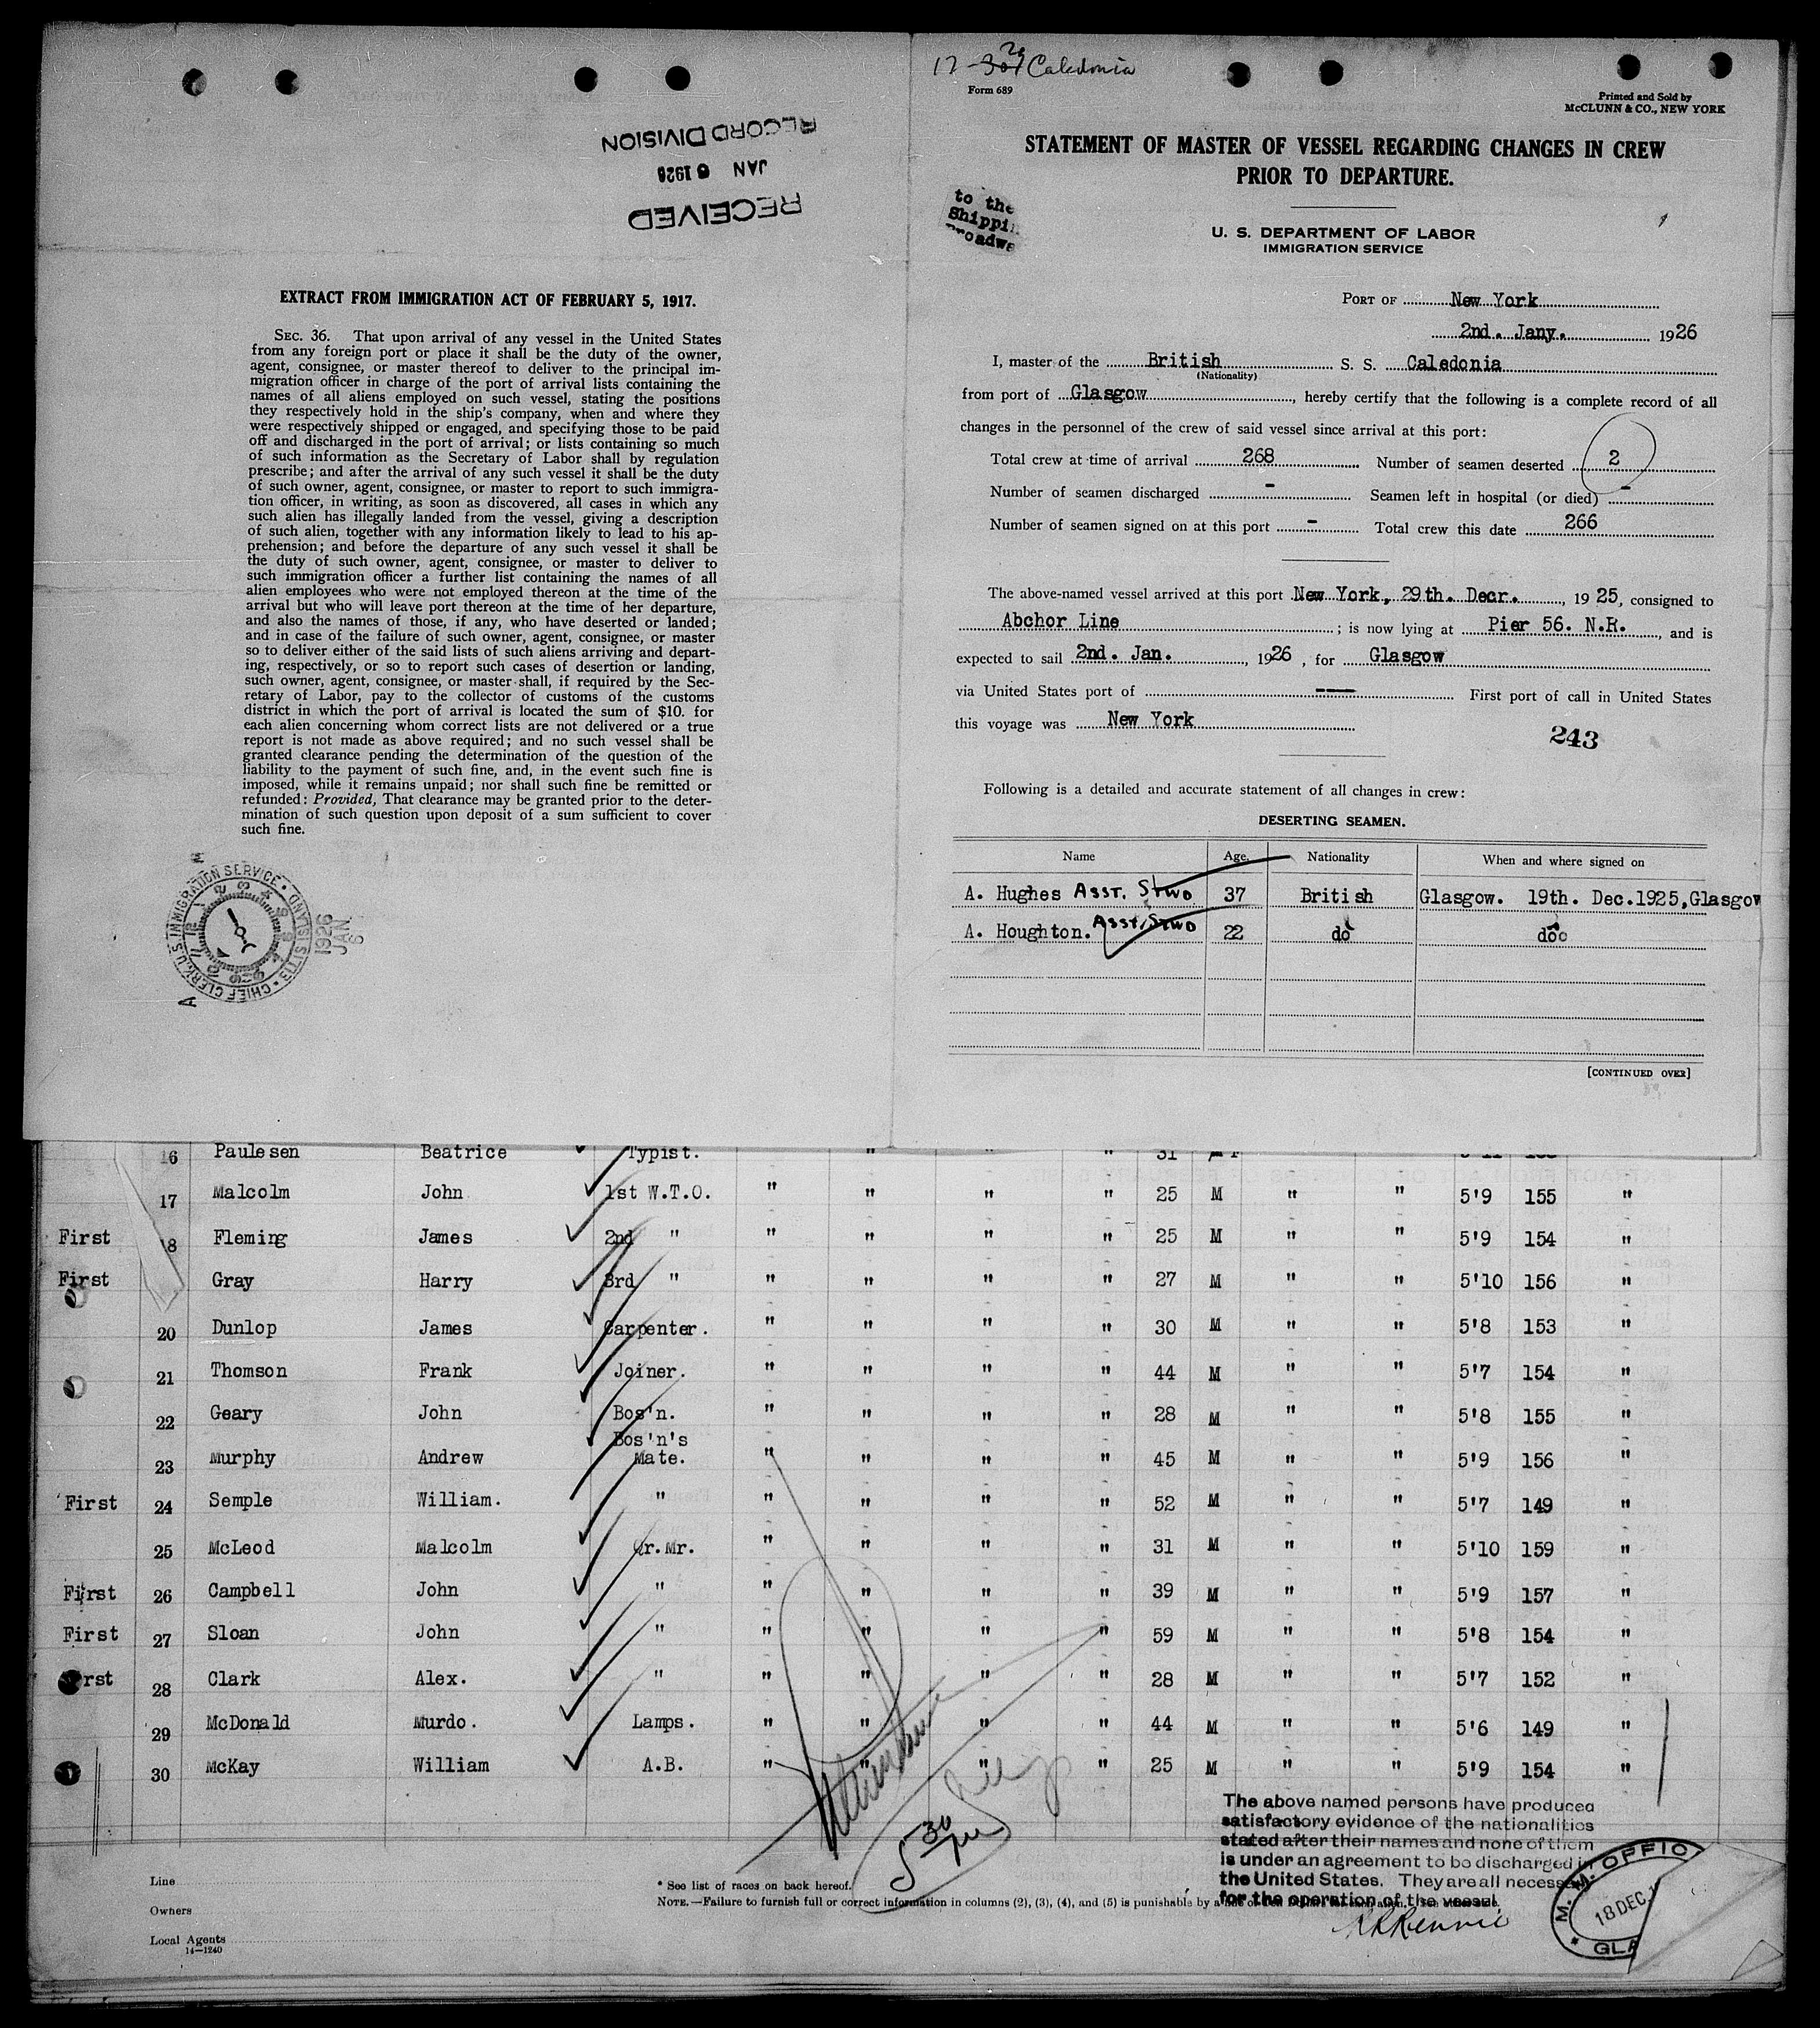 RECORD DIVISION
JAN 6 1926
RECEIVED
EXTRACT FROM IMMIGRATION ACT OF FEBRUARY 5, 1917.
SEC. 36. That upon arrival of any vessel in the United States
from any foreign port or place it shall be the duty of the owner,
agent, consignee, or master thereof to deliver to the principal im-
migration officer in charge of the port of arrival lists containing the
names of all aliens employed on such vessel, stating the positions
they respectively hold in the ship's company, when and where they
were respectively shipped or engaged, and specifying those to be paid
off and discharged in the port of arrival; or lists containing so much
of such information as the Secretary of Labor shall by regulation
prescribe; and after the arrival of any such vessel it shall be the duty
of such owner, agent, consignee, or master to report to such immigra-
tion officer, in writing, as soon as discovered, all cases in which any
such alien has illegally landed from the vessel, giving a description
of such alien, together with any information likely to lead to his ap-
prehension; and before the departure of any such vessel it shall be
the duty of such owner, agent, consignee, or master to deliver to
such immigration officer a further list containing the names of all
alien employees who were not employed thereon at the time of the
arrival but who will leave port thereon at the time of her departure,
and also the names of those, if any, who have deserted or landed;
and in case of the failure of such owner, agent, consignee, or master
so to deliver either of the said lists of such aliens arriving and depart-
ing, respectively, or so to report such cases of desertion or landing,
such owner, agent, consignee, or master shall, if required by the Sec-
retary of Labor, pay to the collector of customs of the customs
district in which the port of arrival is located the sum of $10. for
each alien concerning whom correct lists are not delivered or a true
report is not made as above required; and no such vessel shall be
granted clearance pending the determination of the question of the
liability to the payment of such fine, and, in the event such fine is
imposed, while it remains unpaid; nor shall such fine be remitted or
refunded: Provided, That clearance may be granted prior to the deter-
mination of such question upon deposit of a sum sufficient to cover
such fine.
CHIEF CLERK, U.S. IMMIGRATION SERVICE • ELLIS ISLAND
1926 JAN 6
Caledonia
Form 689
Printed and Sold by
McCLUNN & CO., NEW YORK
STATEMENT OF MASTER OF VESSEL REGARDING CHANGES IN CREW
PRIOR TO DEPARTURE.
to the
Shippi
roadw
U. S. DEPARTMENT OF LABOR
IMMIGRATION SERVICE
PORT OF New York
2nd. Jany. 1926
I, master of the British S. S. Caledonia
(Nationality)
from port of Glasgow, hereby certify that the following is a complete record of all
changes in the personnel of the crew of said vessel since arrival at this port:
Total crew at time of arrival 268 Number of seamen deserted 2
Number of seamen discharged - Seamen left in hospital (or died) -
Number of seamen signed on at this port - Total crew this date 266
The above-named vessel arrived at this port New York, 29th. Decr., 1925, consigned to
Abchor Line; is now lying at Pier 56. N.R., and is
expected to sail 2nd. Jan., 1926, for Glasgow
via United States port of ---- First port of call in United States
this voyage was New York
243
Following is a detailed and accurate statement of all changes in crew:
DESERTING SEAMEN.
Name Age. Nationality When and where signed on
A. Hughes Asst. Stwd 37 British Glasgow. 19th. Dec.1925,Glasgow
A. Houghton. Asst. Stwd 22 do doo
[CONTINUED OVER]
16 Paulesen Beatrice Typist. " " " 31
17 Malcolm John 1st W.T.O. " " " " 25 M " " 5'9 155 "
First 18 Fleming James 2nd " " " " " 25 M " " 5'9 154 "
First Gray Harry 3rd " " " " " 27 M " " 5'10 156 "
20 Dunlop James Carpenter. " " " " 30 M " " 5'8 153 "
21 Thomson Frank Joiner. " " " " 44 M " " 5'7 154 "
22 Geary John Bos'n. " " " " 28 M " " 5'8 155 "
Bos'n's
23 Murphy Andrew Mate. " " " " 45 M " " 5'9 156 "
First 24 Semple William. " " " " " 52 M " " 5'7 149 "
25 McLeod Malcolm Qr.Mr. " " " " 31 M " " 5'10 159 "
First 26 Campbell John " " " " " 39 M " " 5'9 157 "
First 27 Sloan John " " " " " 59 M " " 5'8 154 "
rst 28 Clark Alex. " " " " " 28 M " " 5'7 152 "
29 McDonald Murdo. Lamps. " " " " 44 M " " 5'6 149 "
30 McKay William A.B. " " " " 25 M " " 5'9 154 "
The above named persons have produced
satisfactory evidence of the nationalities
stated after their names and none of them
is under an agreement to be discharged in
the United States. They are all necess
for the operation of the vessel.
Line
Owners
Local Agents
14—1240
* See list of races on back hereof.
NOTE.—Failure to furnish full or correct information in columns (2), (3), (4), and (5) is punishable by a
5 30 pm
M. M. OFFIC
18 DEC.
GLA